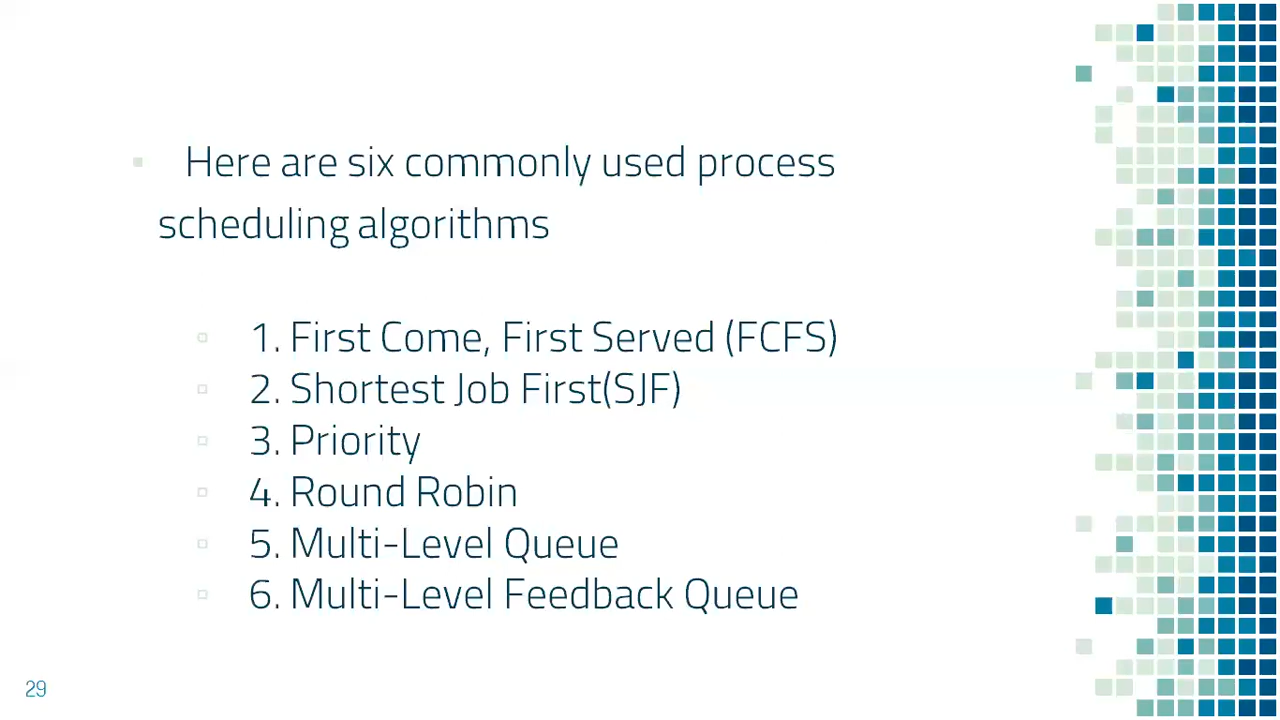 Here are six commonly used process
scheduling algorithms
1. First Come, First Served (FCFS)
2. Shortest Job First(SJF)
3. Priority
4. Round Robin
5. Multi-Level Queue
6. Multi-Level Feedback Queue
29